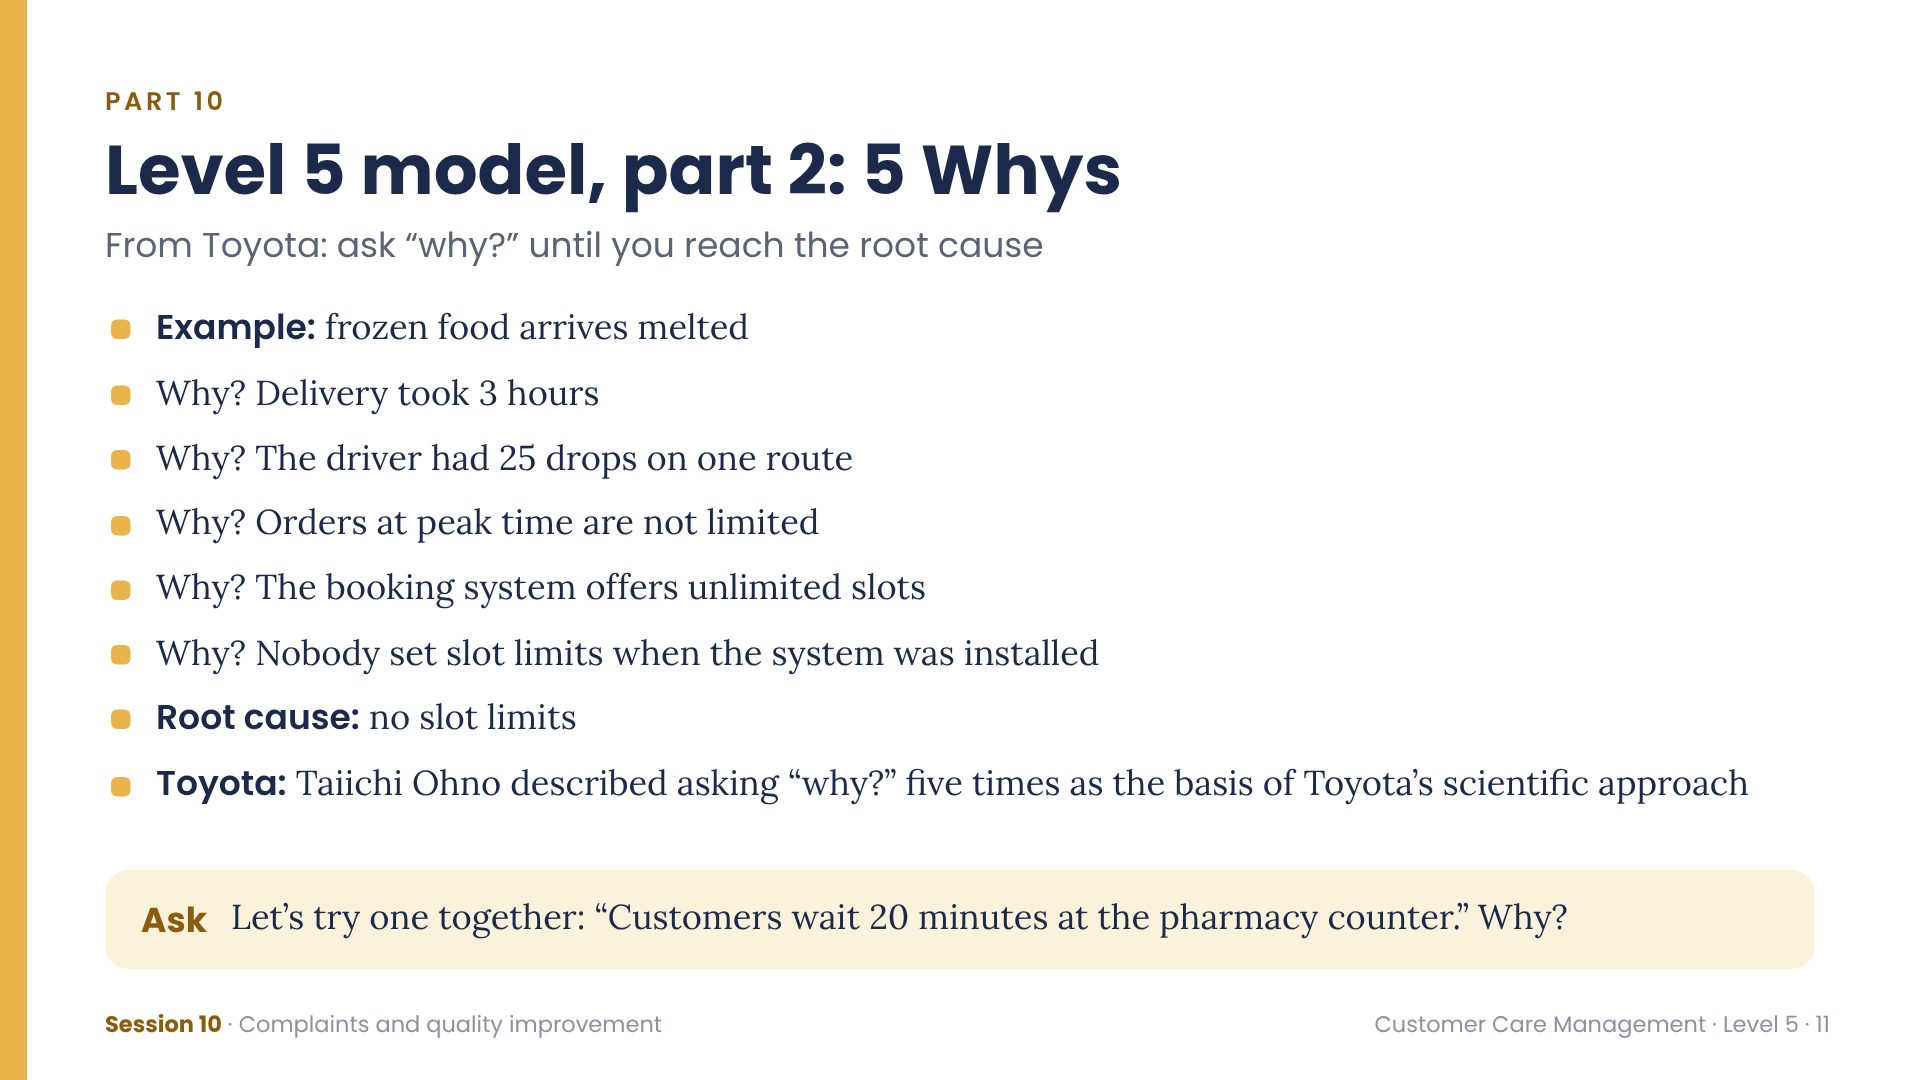 PART 10
Level 5 model, part 2: 5 Whys
From Toyota: ask “why?” until you reach the root cause
Example: frozen food arrives melted
Why? Delivery took 3 hours
Why? The driver had 25 drops on one route
Why? Orders at peak time are not limited
Why? The booking system offers unlimited slots
Why? Nobody set slot limits when the system was installed
Root cause: no slot limits
Toyota: Taiichi Ohno described asking “why?” five times as the basis of Toyota’s scientific approach
Ask Let’s try one together: “Customers wait 20 minutes at the pharmacy counter.” Why?
Session 10 · Complaints and quality improvement
Customer Care Management · Level 5 · 11